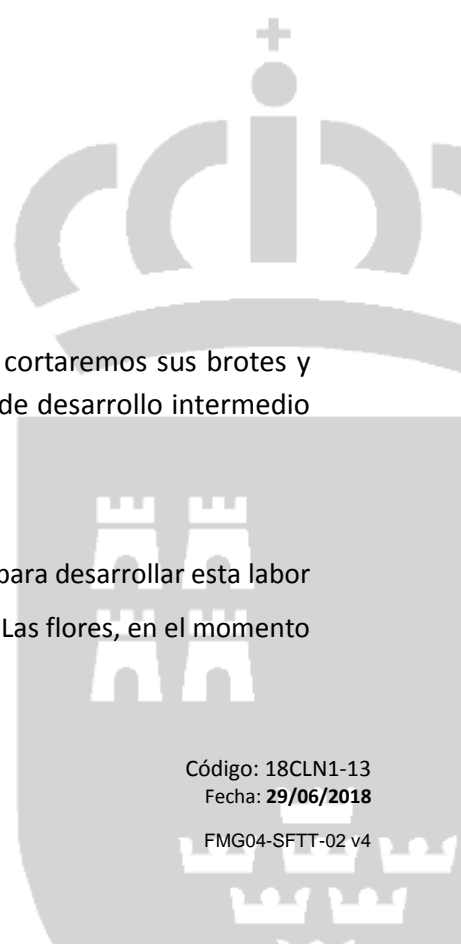 cortaremos sus brotes y
de desarrollo intermedio
para desarrollar esta labor
Las flores, en el momento
Código: 18CLN1-13
Fecha: 29/06/2018
FMG04-SFTT-02 v4